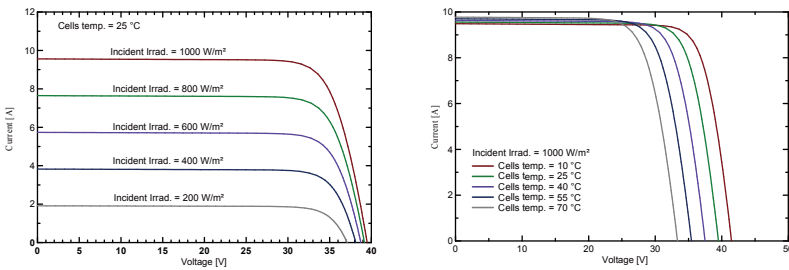 12
10
8
6
4
2
0
Current [A]
Cells temp. = 25 °C
Incident Irrad. = 1000 W/m²
Incident Irrad. = 800 W/m²
Incident Irrad. = 600 W/m²
Incident Irrad. = 400 W/m²
Incident Irrad. = 200 W/m²
0 5 10 15 20 25 30 35 40
Voltage [V]
10
8
6
4
2
0
Current [A]
Incident Irrad. = 1000 W/m²
Cells temp. = 10 °C
Cells temp. = 25 °C
Cells temp. = 40 °C
Cells temp. = 55 °C
Cells temp. = 70 °C
0 10 20 30 40 50
Voltage [V]